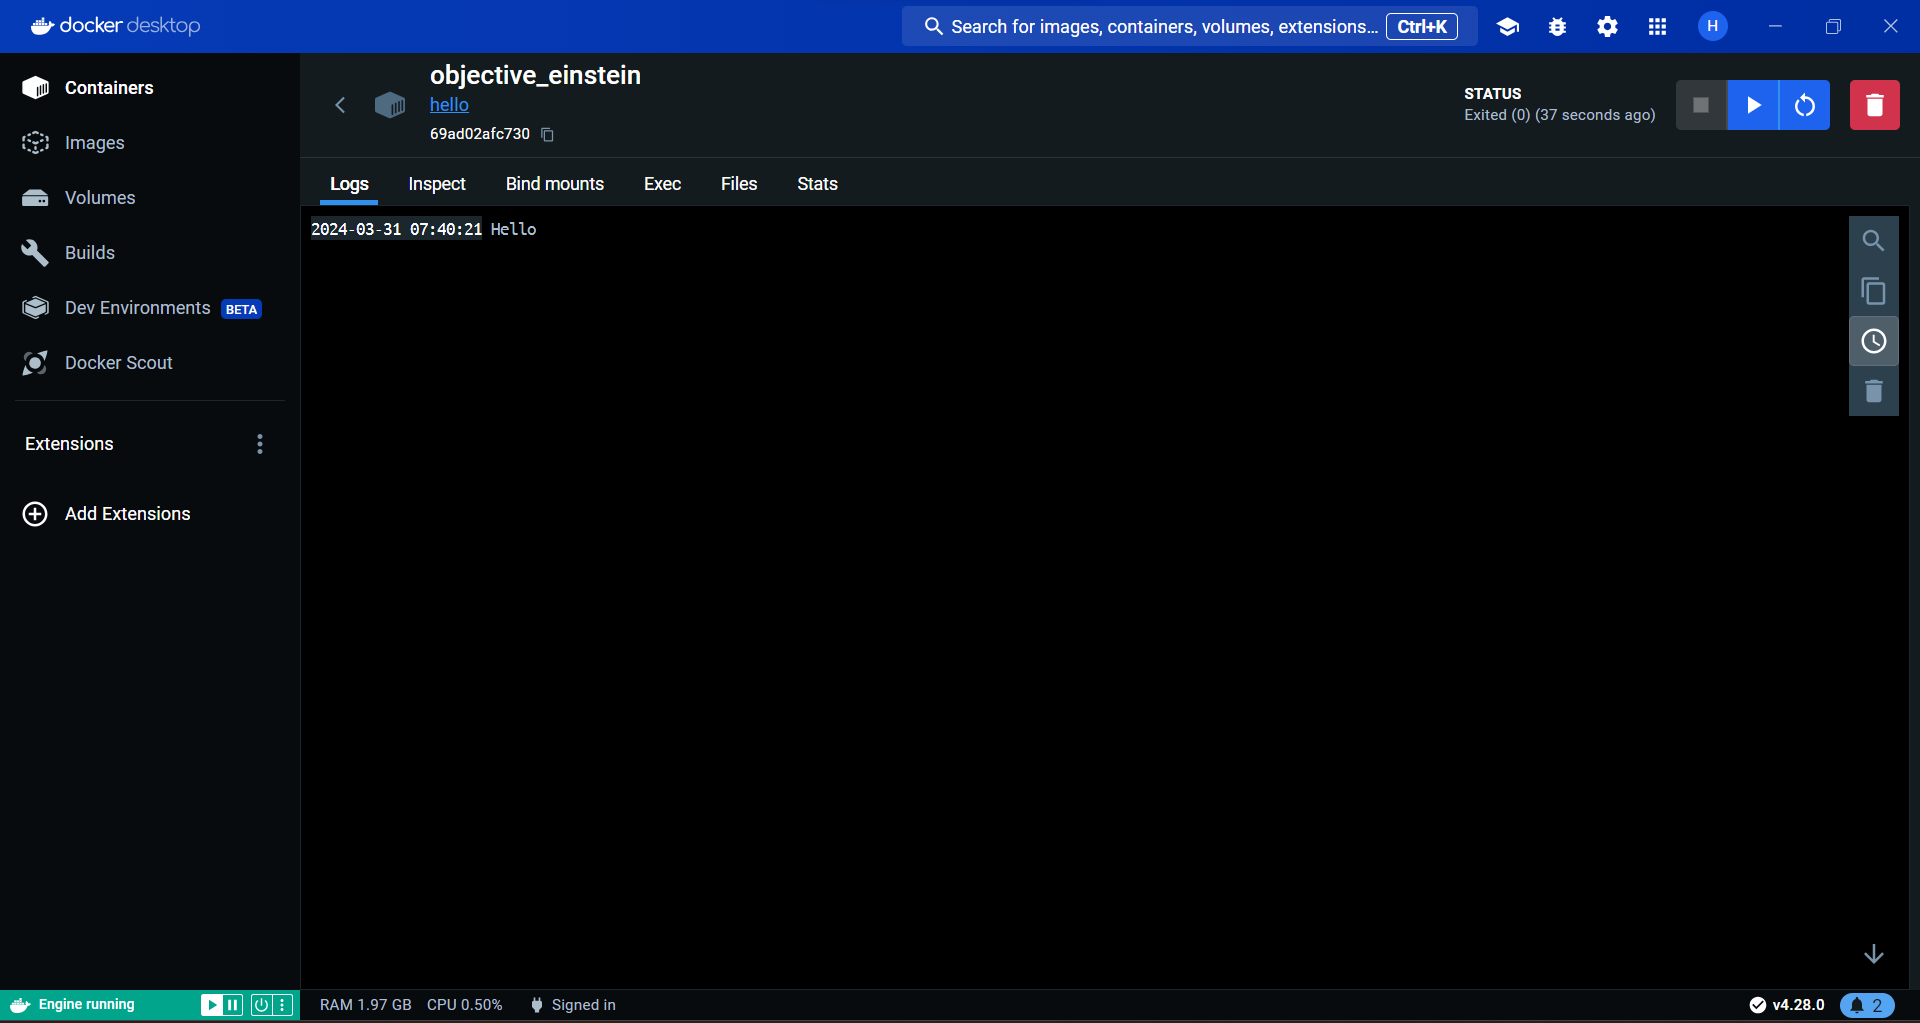 docker desktop
Search for images, containers, volumes, extensions... Ctrl+K
H
Containers
Images
Volumes
Builds
Dev Environments BETA
Docker Scout
Extensions
Add Extensions
objective_einstein
hello
69ad02afc730
STATUS
Exited (0) (37 seconds ago)
Logs Inspect Bind mounts Exec Files Stats
2024-03-31 07:40:21 Hello
Engine running
RAM 1.97 GB CPU 0.50% Signed in
v4.28.0 2